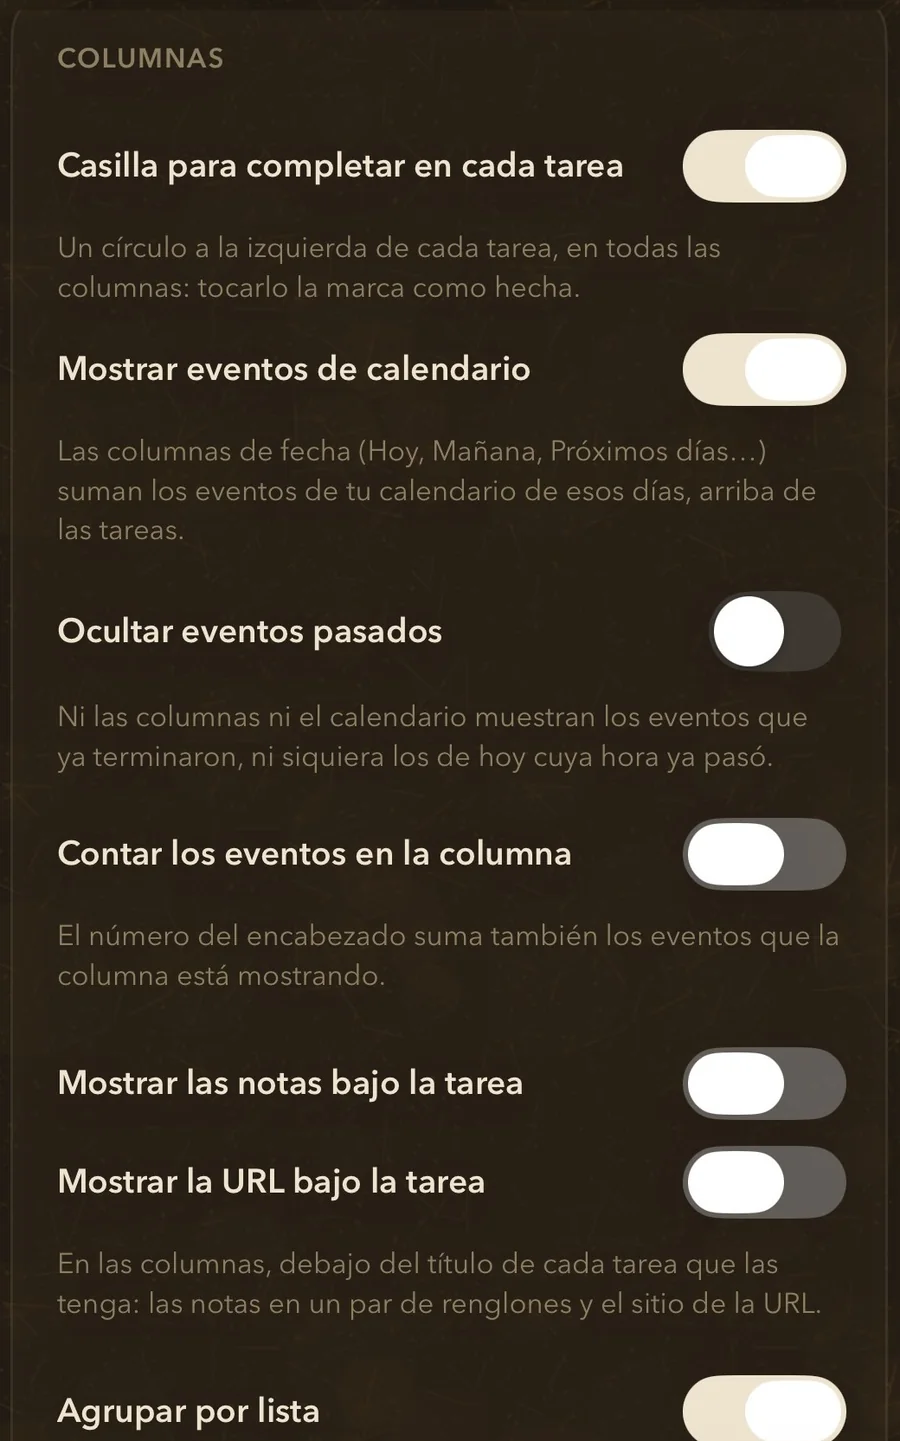 COLUMNAS
Casilla para completar en cada tarea
Un círculo a la izquierda de cada tarea, en todas las
columnas: tocarlo la marca como hecha.
Mostrar eventos de calendario
Las columnas de fecha (Hoy, Mañana, Próximos días...)
suman los eventos de tu calendario de esos días, arriba de
las tareas.
Ocultar eventos pasados
Ni las columnas ni el calendario muestran los eventos que
ya terminaron, ni siquiera los de hoy cuya hora ya pasó.
Contar los eventos en la columna
El número del encabezado suma también los eventos que la
columna está mostrando.
Mostrar las notas bajo la tarea
Mostrar la URL bajo la tarea
En las columnas, debajo del título de cada tarea que las
tenga: las notas en un par de renglones y el sitio de la URL.
Agrupar por lista